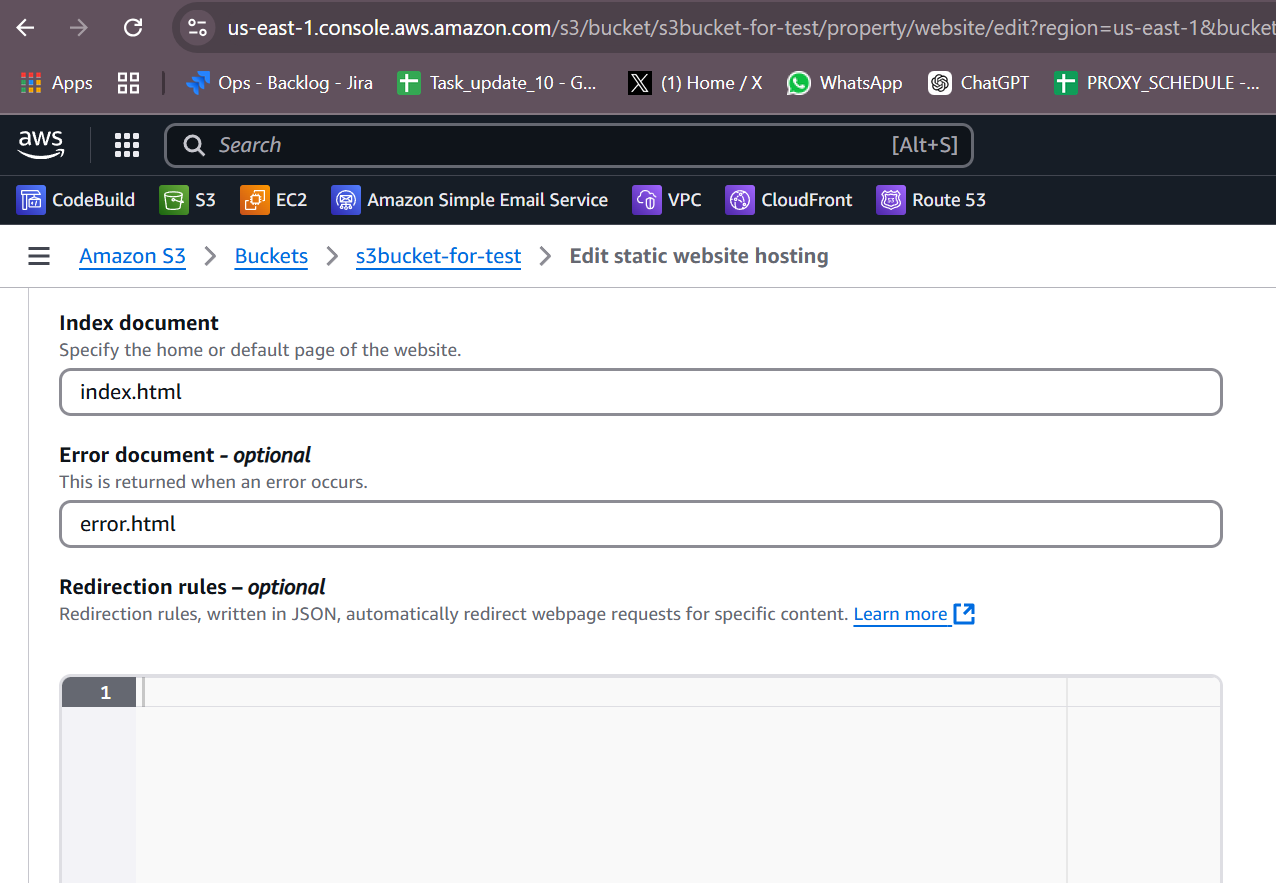 us-east-1.console.aws.amazon.com/s3/bucket/s3bucket-for-test/property/website/edit?region=us-east-1&bucket
Apps Ops - Backlog - Jira Task_update_10 - G... (1) Home / X WhatsApp ChatGPT PROXY_SCHEDULE -...
aws Search [Alt+S]
CodeBuild S3 EC2 Amazon Simple Email Service VPC CloudFront Route 53
Amazon S3 > Buckets > s3bucket-for-test > Edit static website hosting
Index document
Specify the home or default page of the website.
index.html
Error document - optional
This is returned when an error occurs.
error.html
Redirection rules – optional
Redirection rules, written in JSON, automatically redirect webpage requests for specific content. Learn more
1